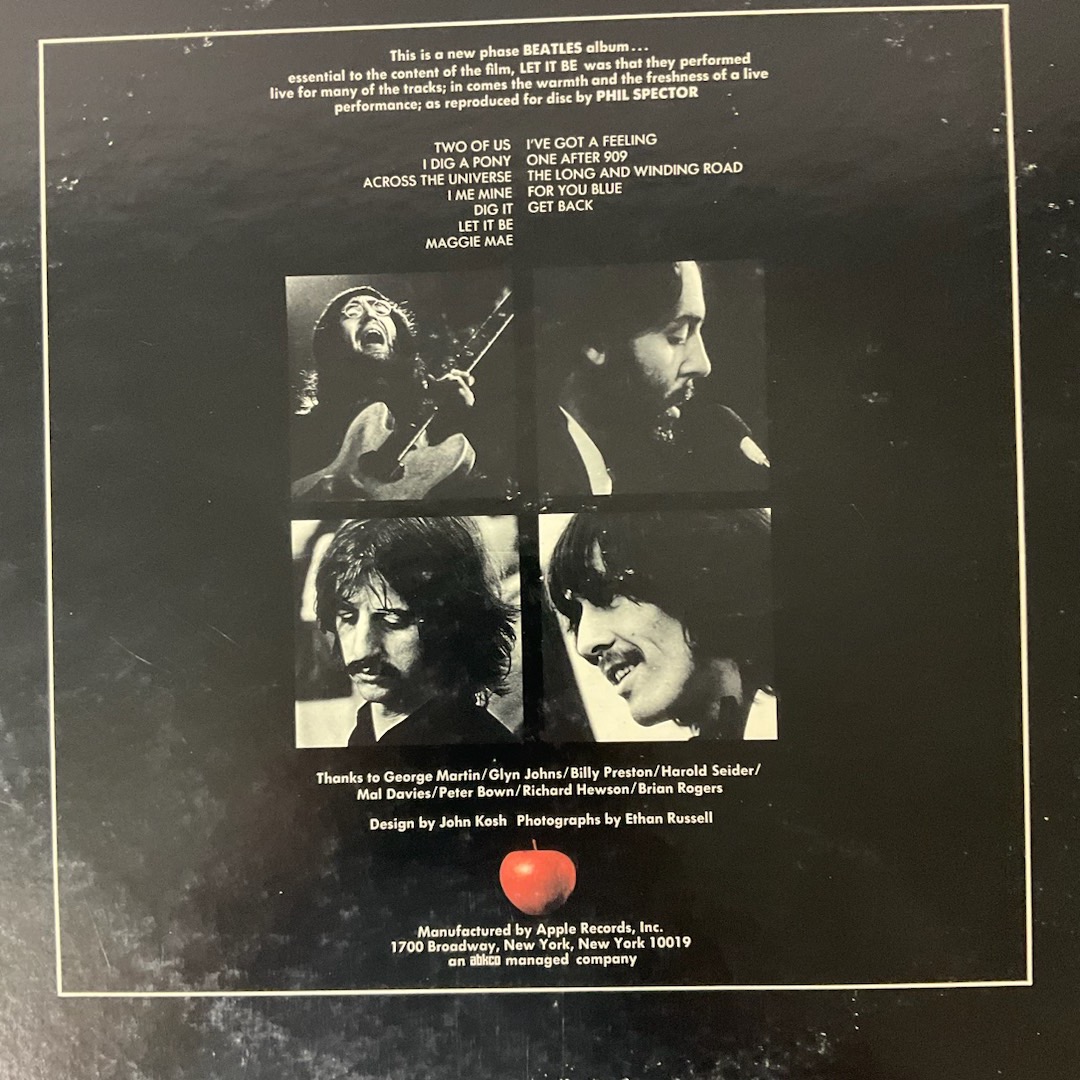 This is a new phase BEATLES album...
essential to the content of the film, LET IT BE was that they performed
live for many of the tracks; in comes the warmth and the freshness of a live
performance; as reproduced for disc by PHIL SPECTOR
TWO OF US
I DIG A PONY
ACROSS THE UNIVERSE
I ME MINE
DIG IT
LET IT BE
MAGGIE MAE
I'VE GOT A FEELING
ONE AFTER 909
THE LONG AND WINDING ROAD
FOR YOU BLUE
GET BACK
Thanks to George Martin/Glyn Johns/Billy Preston/Harold Seider/
Mal Davies/Peter Bown/Richard Hewson/Brian Rogers
Design by John Kosh Photographs by Ethan Russell
Manufactured by Apple Records, Inc.
1700 Broadway, New York, New York 10019
an abkco managed company